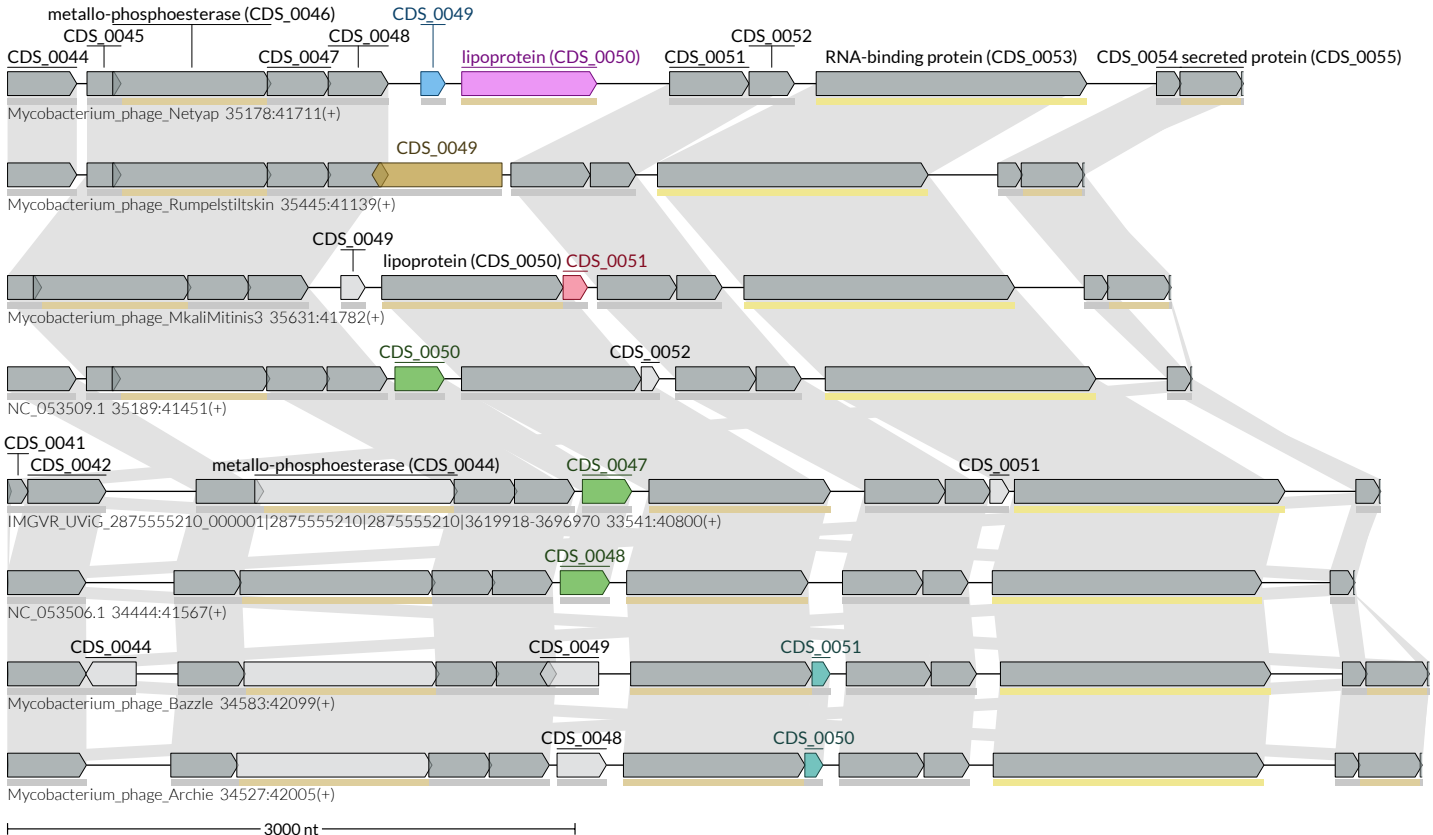 metallo-phosphoesterase (CDS_0046) CDS_0049
CDS_0045 CDS_0048 CDS_0052
CDS_0044 CDS_0047 lipoprotein (CDS_0050) CDS_0051 RNA-binding protein (CDS_0053) CDS_0054 secreted protein (CDS_0055)
Mycobacterium_phage_Netyap 35178:41711(+)
CDS_0049
Mycobacterium_phage_Rumpelstiltskin 35445:41139(+)
CDS_0049
lipoprotein (CDS_0050) CDS_0051
Mycobacterium_phage_MkaliMitinis3 35631:41782(+)
CDS_0050 CDS_0052
NC_053509.1 35189:41451(+)
CDS_0041
CDS_0042 metallo-phosphoesterase (CDS_0044) CDS_0047 CDS_0051
IMGVR_UViG_2875555210_000001|2875555210|2875555210|3619918-3696970 33541:40800(+)
CDS_0048
NC_053506.1 34444:41567(+)
CDS_0044 CDS_0049 CDS_0051
Mycobacterium_phage_Bazzle 34583:42099(+)
CDS_0048 CDS_0050
Mycobacterium_phage_Archie 34527:42005(+)
3000 nt